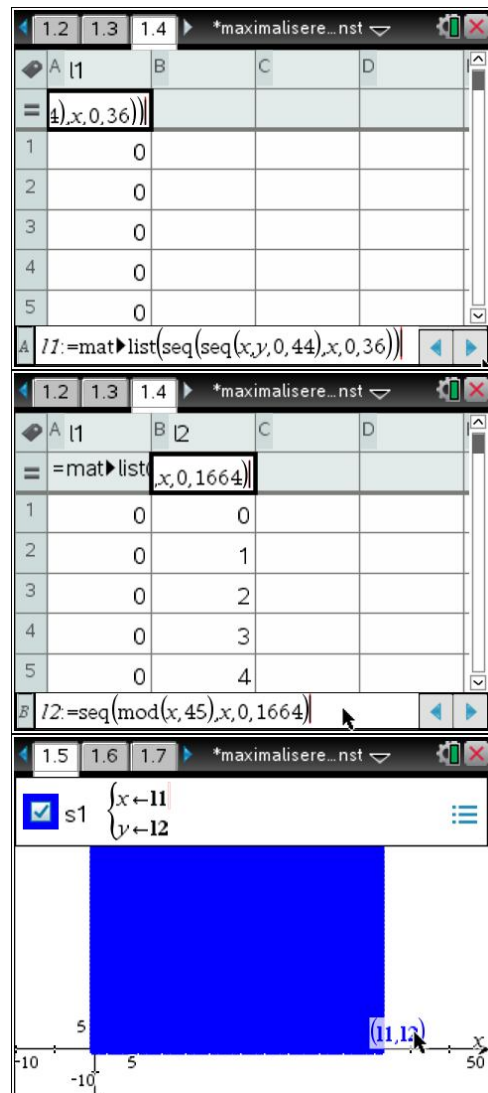 1.2 1.3 1.4 *maximalisere...nst
A l1 B C D
= 4),x,0,36))
1 0
2 0
3 0
4 0
5 0
A l1:=mat▶list(seq(seq(x,y,0,44),x,0,36))
1.2 1.3 1.4 *maximalisere...nst
A l1 B l2 C D
= =mat▶list( ,x,0,1664)
1 0 0
2 0 1
3 0 2
4 0 3
5 0 4
B l2:=seq(mod(x,45),x,0,1664)
1.5 1.6 1.7 *maximalisere...nst
s1 {x←l1
y←l2
5 (l1,l2) x
-10 5 50
-10